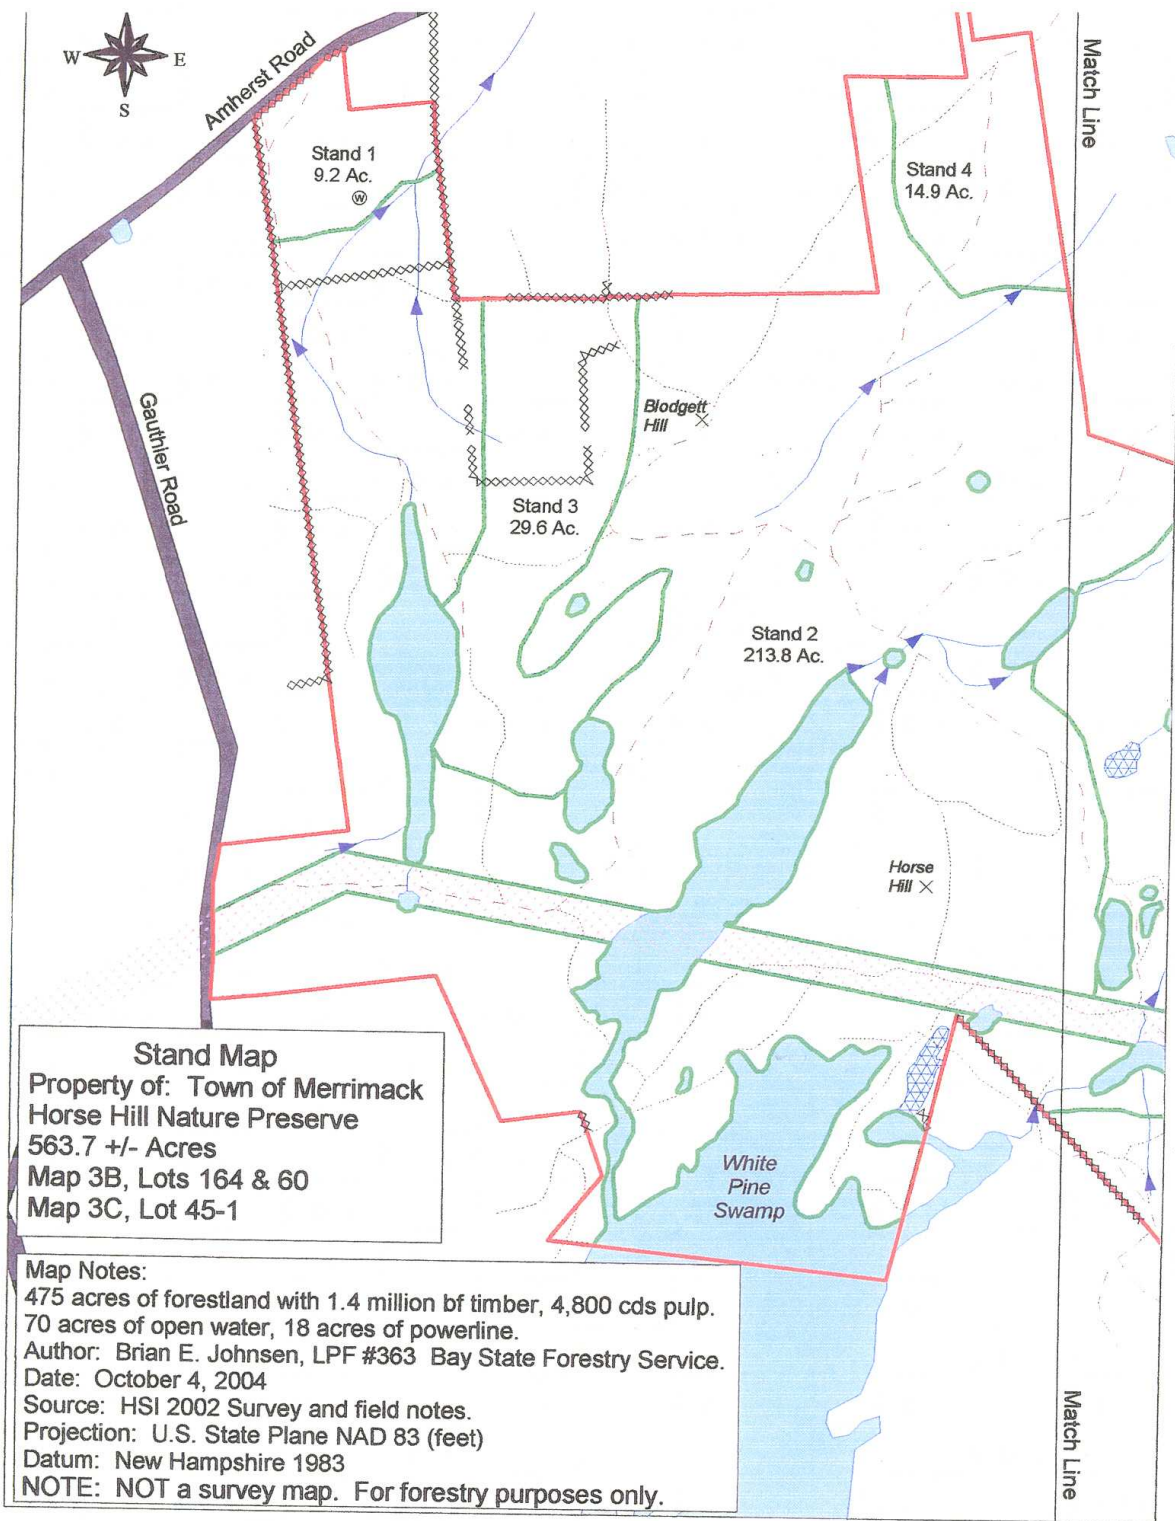 W E
S
Amherst Road
Match Line
Stand 1
9.2 Ac.
W
Stand 4
14.9 Ac.
Gauthier Road
Blodgett
Hill
Stand 3
29.6 Ac.
Stand 2
213.8 Ac.
Horse
Hill
White
Pine
Swamp
Stand Map
Property of: Town of Merrimack
Horse Hill Nature Preserve
563.7 +/- Acres
Map 3B, Lots 164 & 60
Map 3C, Lot 45-1
Map Notes:
475 acres of forestland with 1.4 million bf timber, 4,800 cds pulp.
70 acres of open water, 18 acres of powerline.
Author: Brian E. Johnsen, LPF #363 Bay State Forestry Service.
Date: October 4, 2004
Source: HSI 2002 Survey and field notes.
Projection: U.S. State Plane NAD 83 (feet)
Datum: New Hampshire 1983
NOTE: NOT a survey map. For forestry purposes only.
Match Line